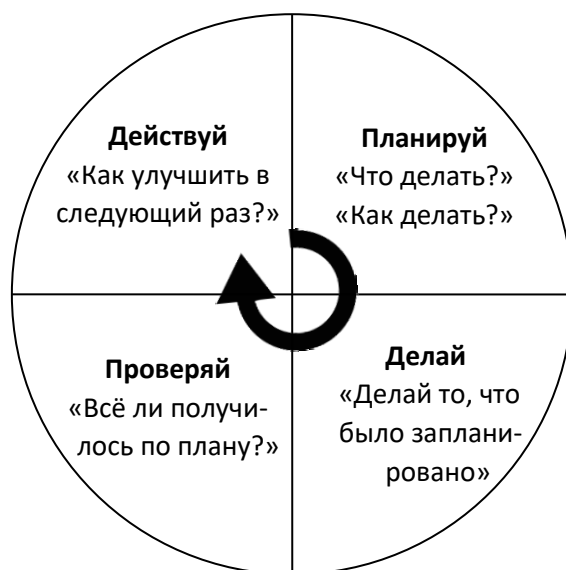 Действуй
«Как улучшить в
следующий раз?»
Планируй
«Что делать?»
«Как делать?»
Проверяй
«Всё ли получи-
лось по плану?»
Делай
«Делай то, что
было заплани-
ровано»